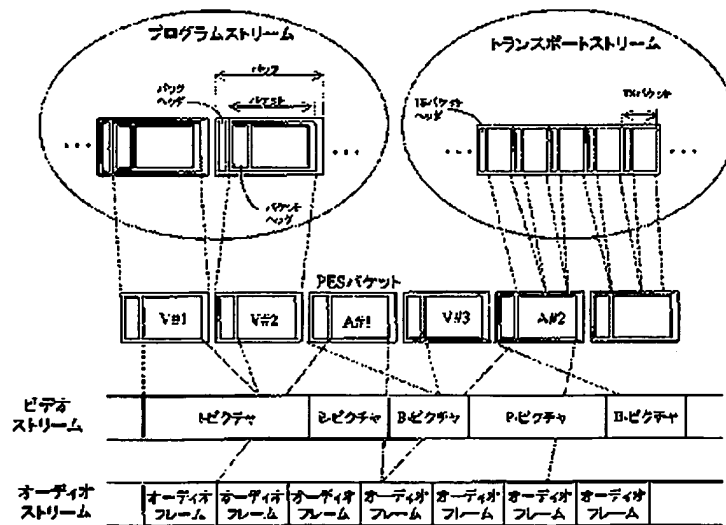 プログラムストリーム
トランスポートストリーム
パック
パック
ヘッダ
パケット
TSパケット
ヘッダ
TSパケット
・・・
・・・
・・・
・・・
パケット
ヘッダ
PESパケット
V#1
V#2
A#1
V#3
A#2
ビデオ
ストリーム
I-ピクチャ
B-ピクチャ
B-ピクチャ
P-ピクチャ
B-ピクチャ
オーディオ
ストリーム
オーディオ
フレーム
オーディオ
フレーム
オーディオ
フレーム
オーディオ
フレーム
オーディオ
フレーム
オーディオ
フレーム
オーディオ
フレーム